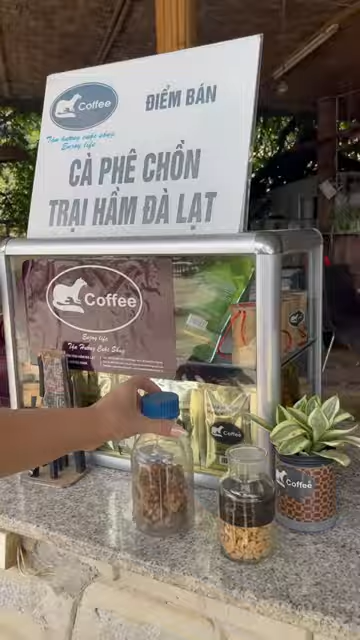 Coffee
Tận hưởng cuộc sống
Enjoy life
ĐIỂM BÁN
CÀ PHÊ CHỒN
TRẠI HẦM ĐÀ LẠT
Coffee
Enjoy life
Tận Hưởng Cuộc Sống
Coffee
Coffee